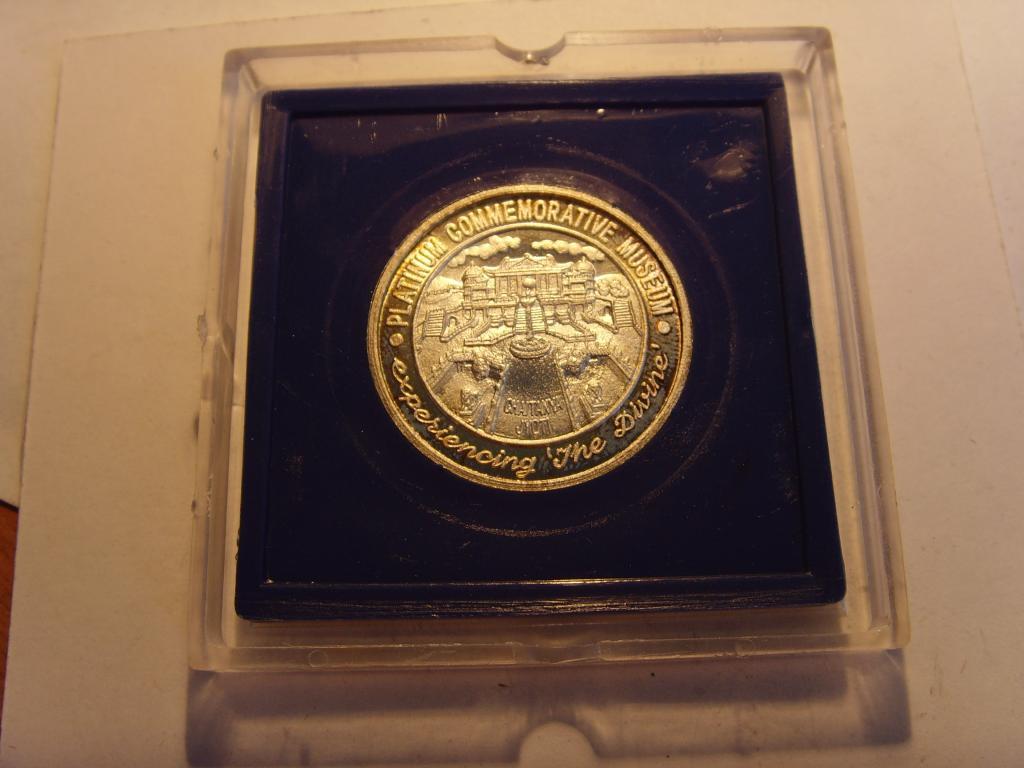 PLATINUM COMMEMORATIVE MUSEUM
experiencing 'The Divine'